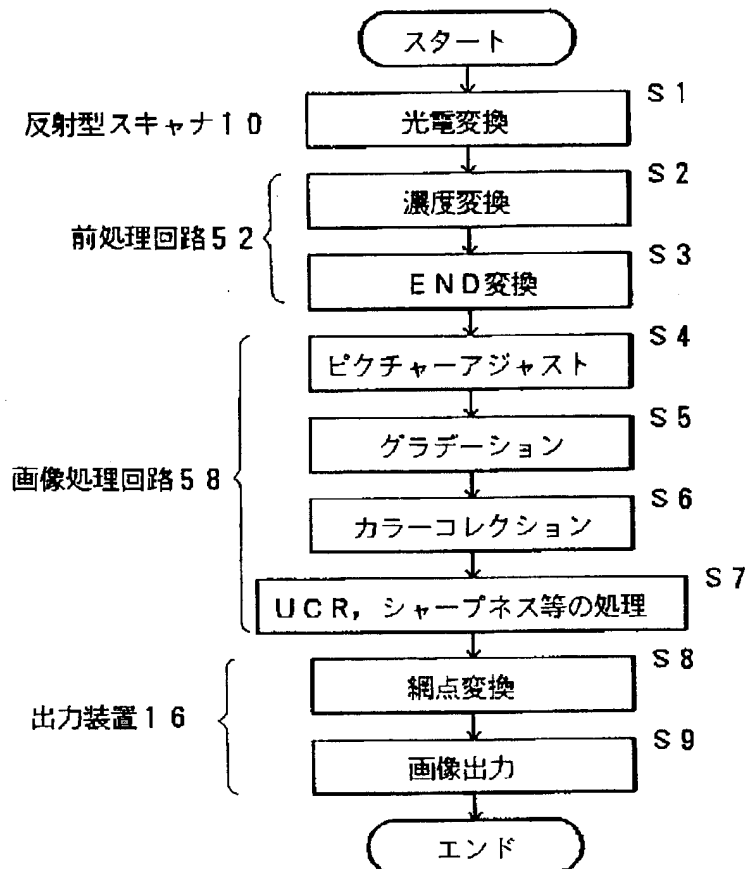 スタート
S1
反射型スキャナ10
光電変換
S2
濃度変換
前処理回路52
S3
END変換
S4
ピクチャーアジャスト
S5
グラデーション
画像処理回路58
S6
カラーコレクション
S7
UCR,シャープネス等の処理
S8
網点変換
出力装置16
S9
画像出力
エンド